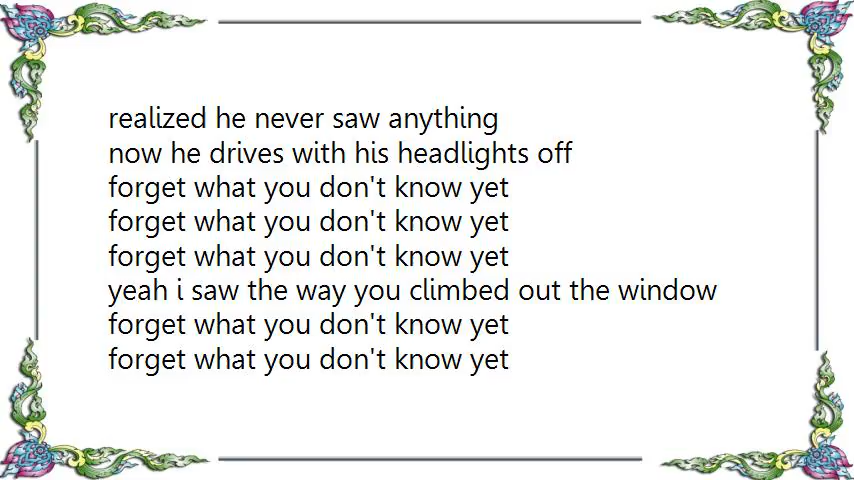 realized he never saw anything
now he drives with his headlights off
forget what you don't know yet
forget what you don't know yet
forget what you don't know yet
yeah i saw the way you climbed out the window
forget what you don't know yet
forget what you don't know yet